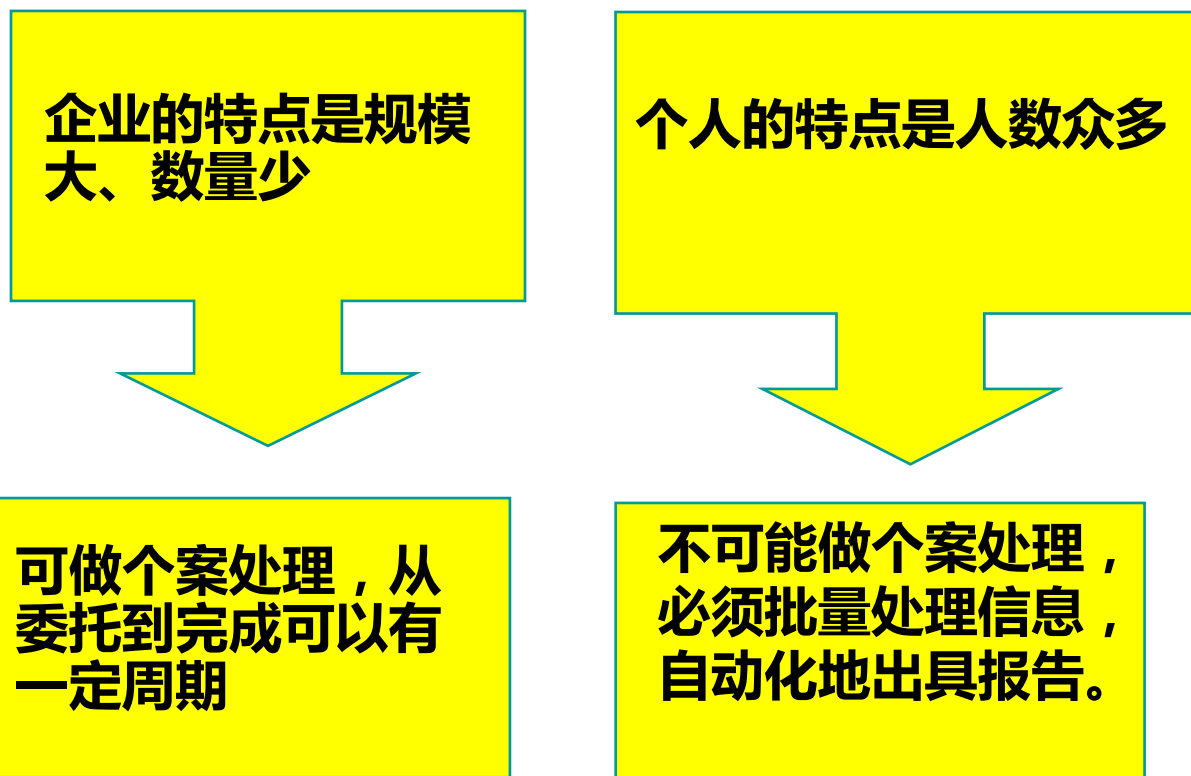 企业的特点是规模
大、数量少
个人的特点是人数众多
可做个案处理，从
委托到完成可以有
一定周期
不可能做个案处理，
必须批量处理信息，
自动化地出具报告。